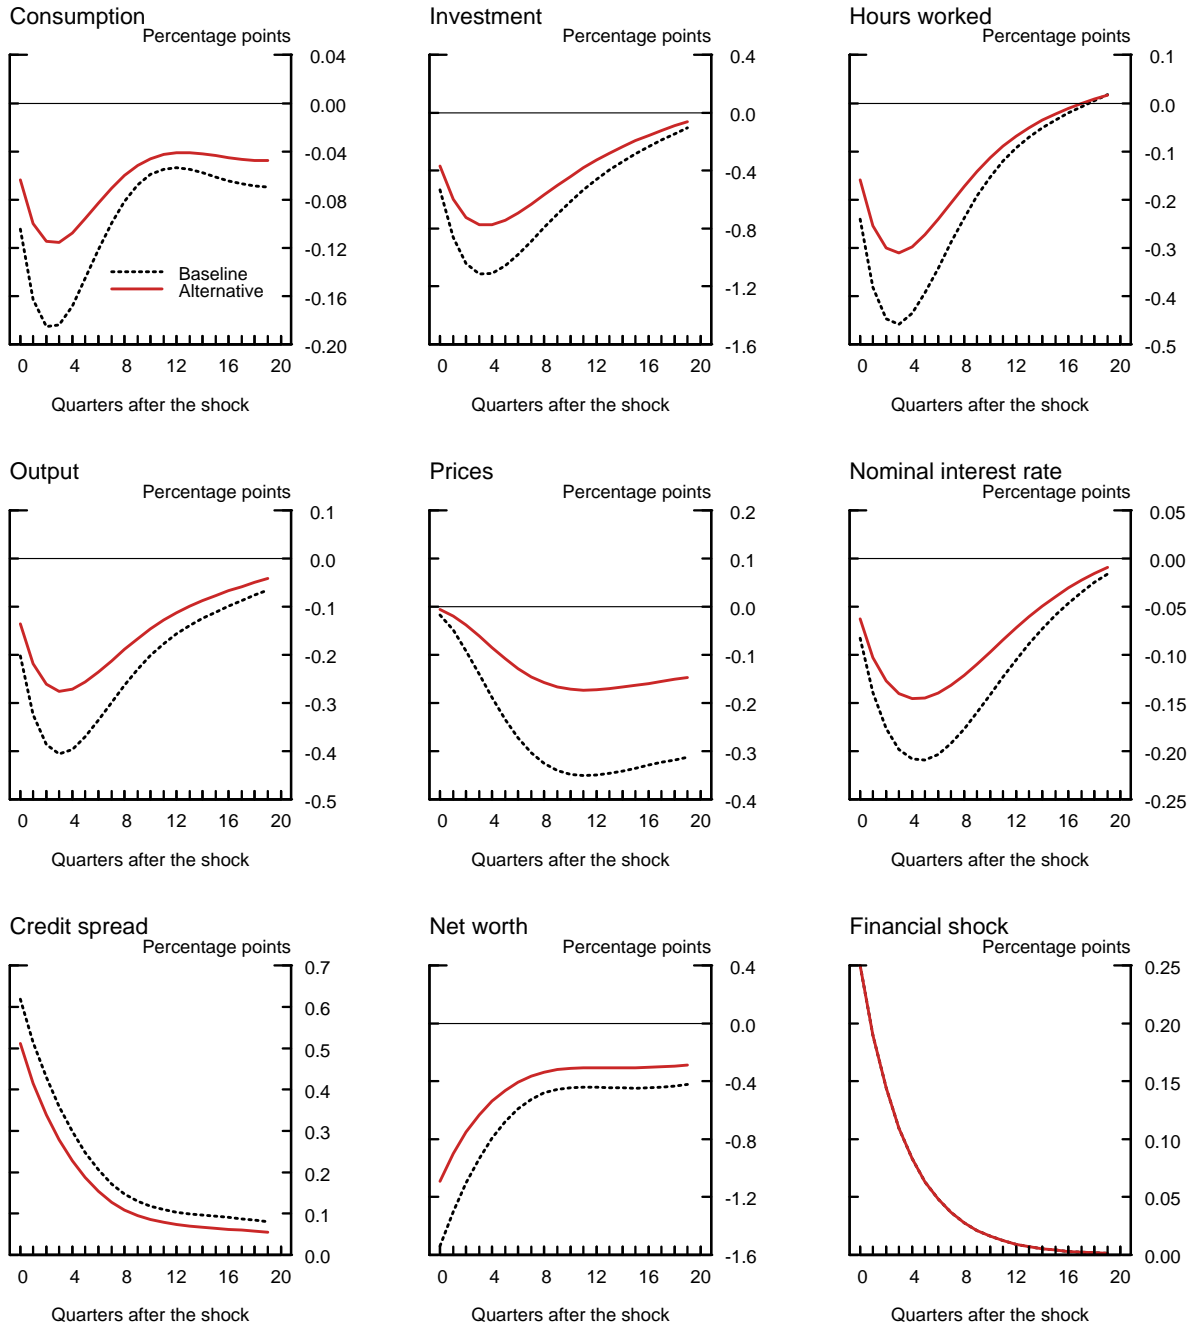 Consumption
Percentage points
0.04
0.00
-0.04
-0.08
-0.12
-0.16
-0.20
Baseline
Alternative
0 4 8 12 16 20
Quarters after the shock
Investment
Percentage points
0.4
0.0
-0.4
-0.8
-1.2
-1.6
0 4 8 12 16 20
Quarters after the shock
Hours worked
Percentage points
0.1
0.0
-0.1
-0.2
-0.3
-0.4
-0.5
0 4 8 12 16 20
Quarters after the shock
Output
Percentage points
0.1
0.0
-0.1
-0.2
-0.3
-0.4
-0.5
0 4 8 12 16 20
Quarters after the shock
Prices
Percentage points
0.2
0.1
0.0
-0.1
-0.2
-0.3
-0.4
0 4 8 12 16 20
Quarters after the shock
Nominal interest rate
Percentage points
0.05
0.00
-0.05
-0.10
-0.15
-0.20
-0.25
0 4 8 12 16 20
Quarters after the shock
Credit spread
Percentage points
0.7
0.6
0.5
0.4
0.3
0.2
0.1
0.0
0 4 8 12 16 20
Quarters after the shock
Net worth
Percentage points
0.4
0.0
-0.4
-0.8
-1.2
-1.6
0 4 8 12 16 20
Quarters after the shock
Financial shock
Percentage points
0.25
0.20
0.15
0.10
0.05
0.00
0 4 8 12 16 20
Quarters after the shock